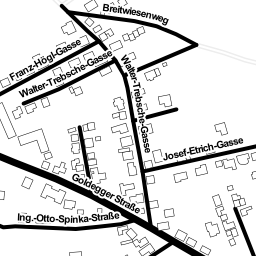 Breitwiesenweg
Franz-Högl-Gasse
Walter-Trebsche-Gasse
Walter-Trebsche-Gasse
Josef-Etrich-Gasse
Goldegger Straße
Ing.-Otto-Spinka-Straße